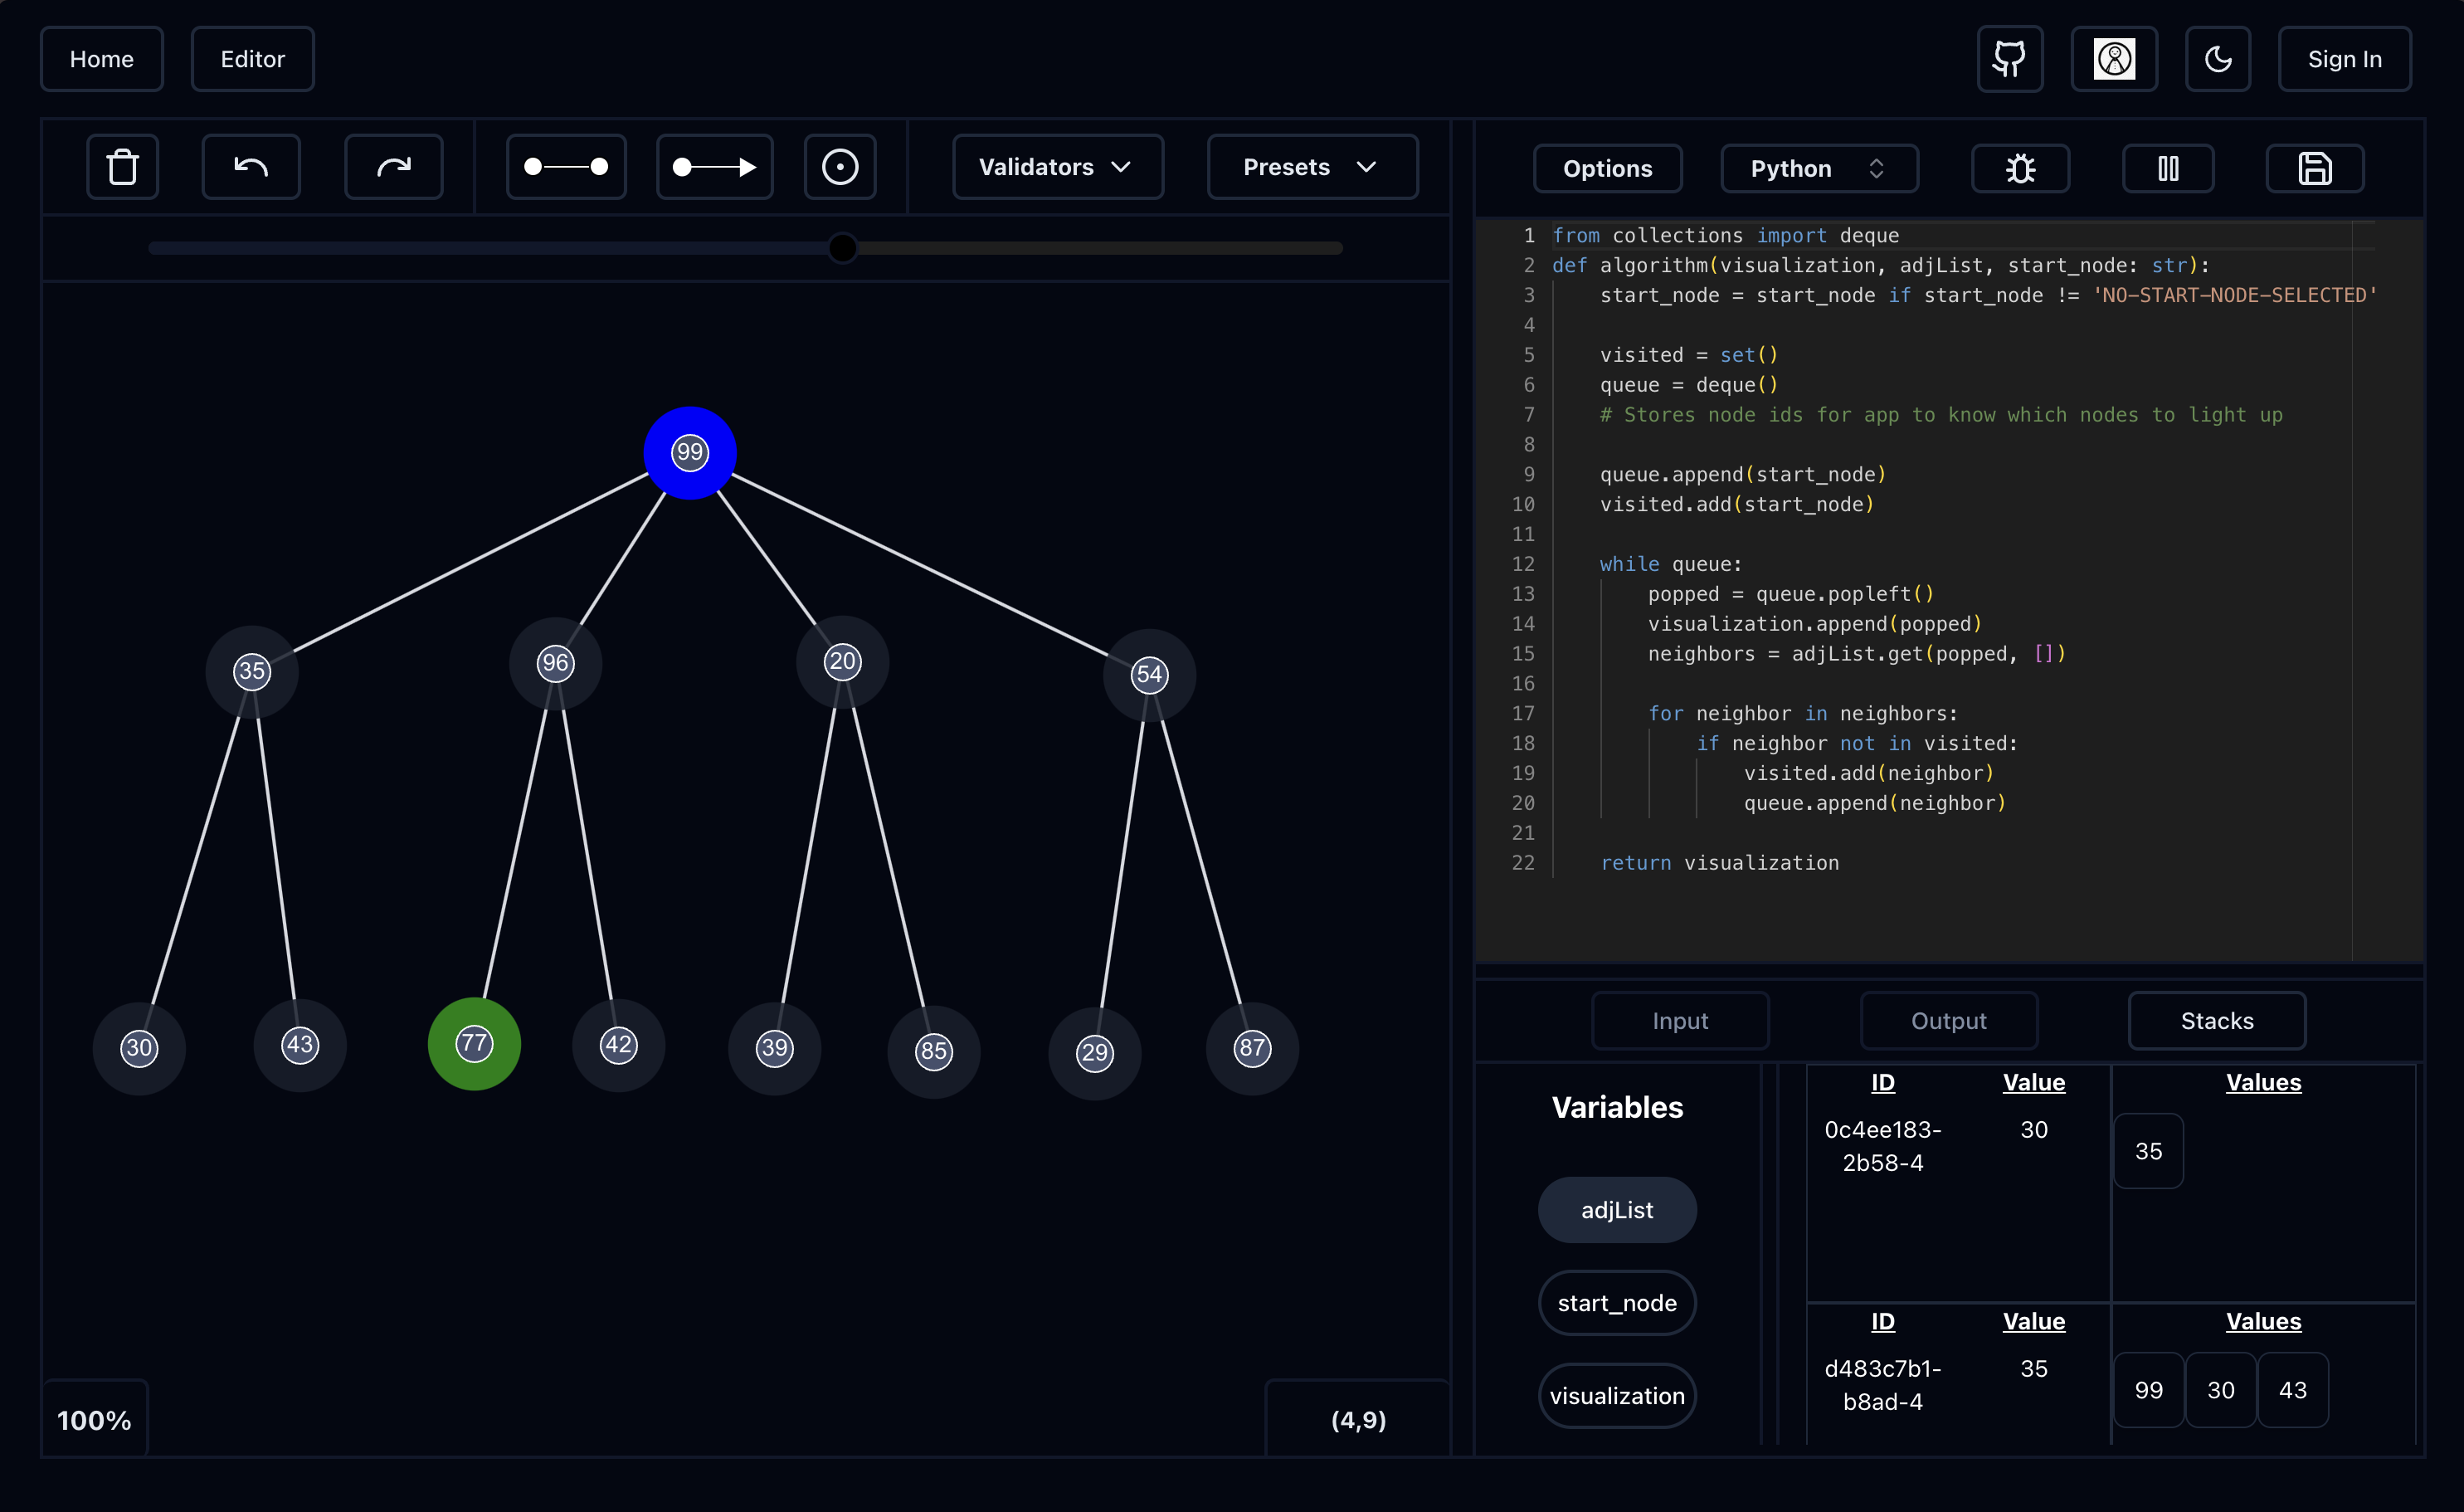 Home
Editor
Sign In
Validators
Presets
Options
Python
99
35
96
20
54
30
43
77
42
39
85
29
87
100%
(4,9)
1 from collections import deque
2 def algorithm(visualization, adjList, start_node: str):
3 start_node = start_node if start_node != 'NO-START-NODE-SELECTED'
4
5 visited = set()
6 queue = deque()
7 # Stores node ids for app to know which nodes to light up
8
9 queue.append(start_node)
10 visited.add(start_node)
11
12 while queue:
13 popped = queue.popleft()
14 visualization.append(popped)
15 neighbors = adjList.get(popped, [])
16
17 for neighbor in neighbors:
18 if neighbor not in visited:
19 visited.add(neighbor)
20 queue.append(neighbor)
21
22 return visualization
Input
Output
Stacks
Variables
adjList
start_node
visualization
ID
Value
Values
0c4ee183-
2b58-4
30
35
ID
Value
Values
d483c7b1-
b8ad-4
35
99
30
43